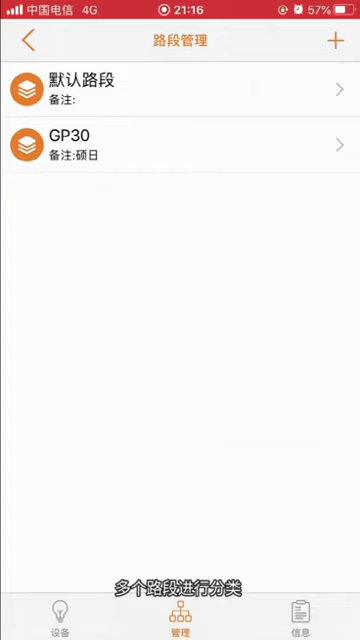 中国电信 4G 21:16 57%
路段管理
默认路段
备注:
GP30
备注:硕日
多个路段进行分类
设备 管理 信息